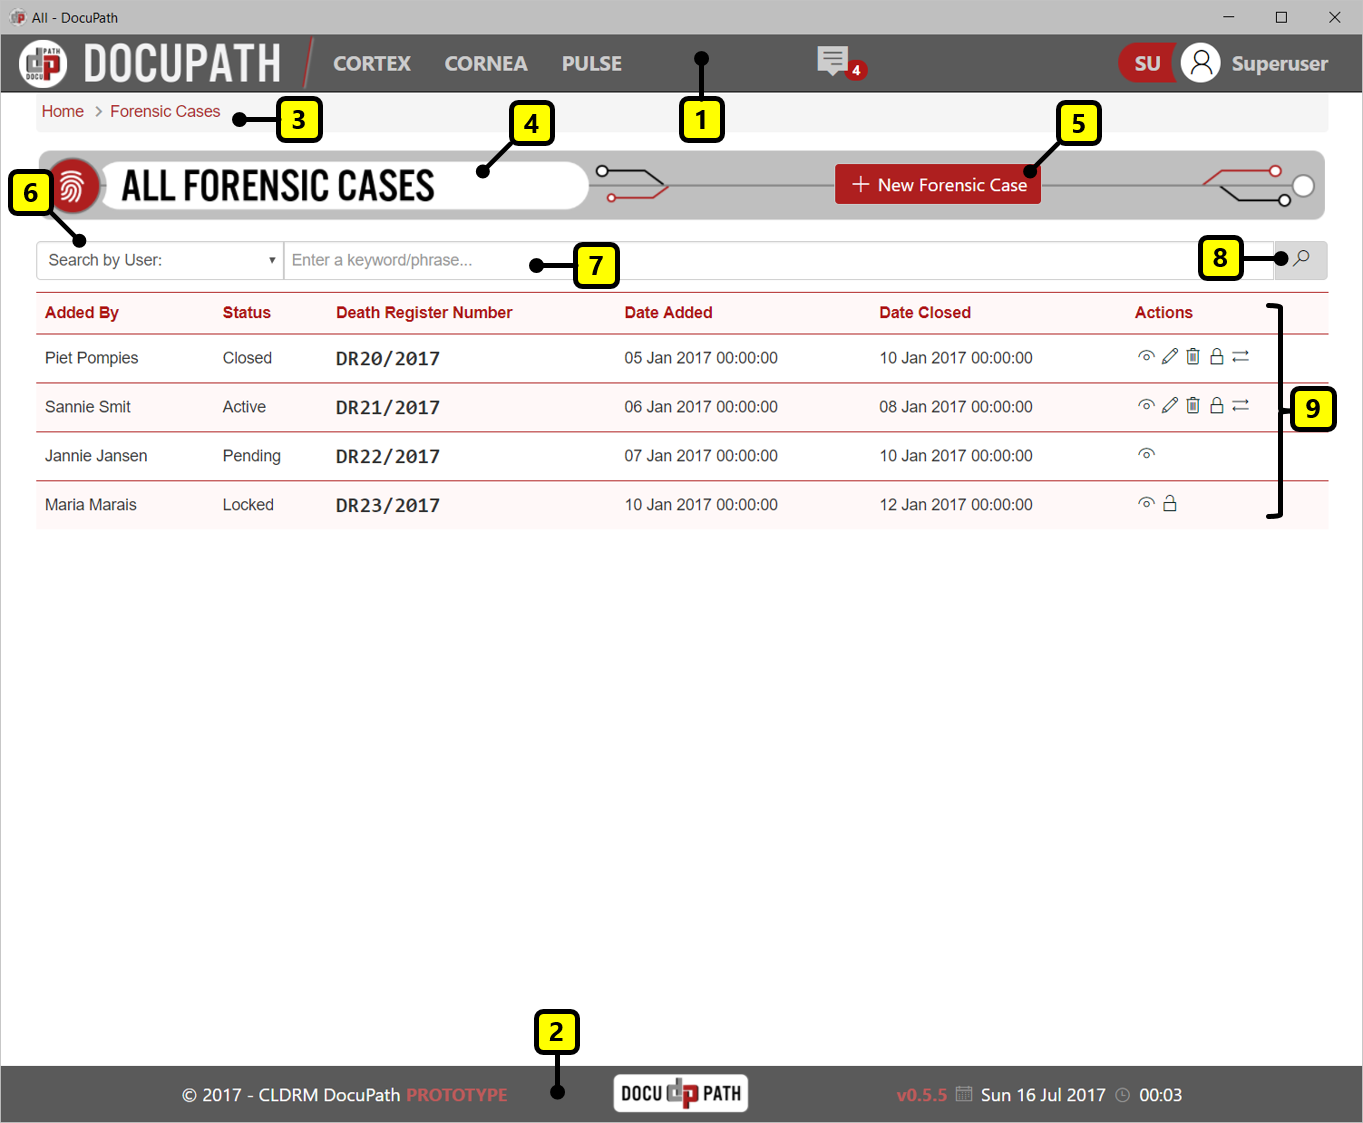 All - DocuPath
DOCU PATH dp DOCUPATH CORTEX CORNEA PULSE 4 SU Superuser
Home > Forensic Cases
3
1
4
5
ALL FORENSIC CASES
+ New Forensic Case
6
Search by User: Enter a keyword/phrase...
7
8
Added By Status Death Register Number Date Added Date Closed Actions
Piet Pompies Closed DR20/2017 05 Jan 2017 00:00:00 10 Jan 2017 00:00:00
Sannie Smit Active DR21/2017 06 Jan 2017 00:00:00 08 Jan 2017 00:00:00
9
Jannie Jansen Pending DR22/2017 07 Jan 2017 00:00:00 10 Jan 2017 00:00:00
Maria Marais Locked DR23/2017 10 Jan 2017 00:00:00 12 Jan 2017 00:00:00
2
© 2017 - CLDRM DocuPath PROTOTYPE DOCU dp PATH v0.5.5 Sun 16 Jul 2017 00:03